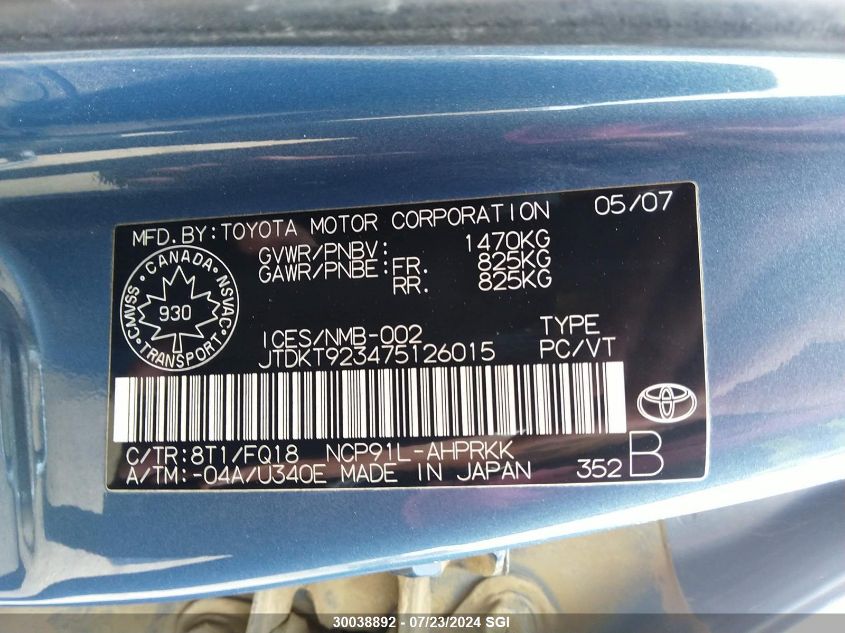 MFD.BY:TOYOTA MOTOR CORPORATION 05/07
GVWR/PNBV: 1470KG
GAWR/PNBE:FR. 825KG
RR. 825KG
CANADA
CMVSS 930 NSVAC
TRANSPORT
ICES/NMB-002 TYPE
JTDKT923475126015 PC/VT
C/TR:8T1/FQ18 NCP91L-AHPRKK
A/TM:-04A/U340E MADE IN JAPAN 352 B
30038892 - 07/23/2024 SGI